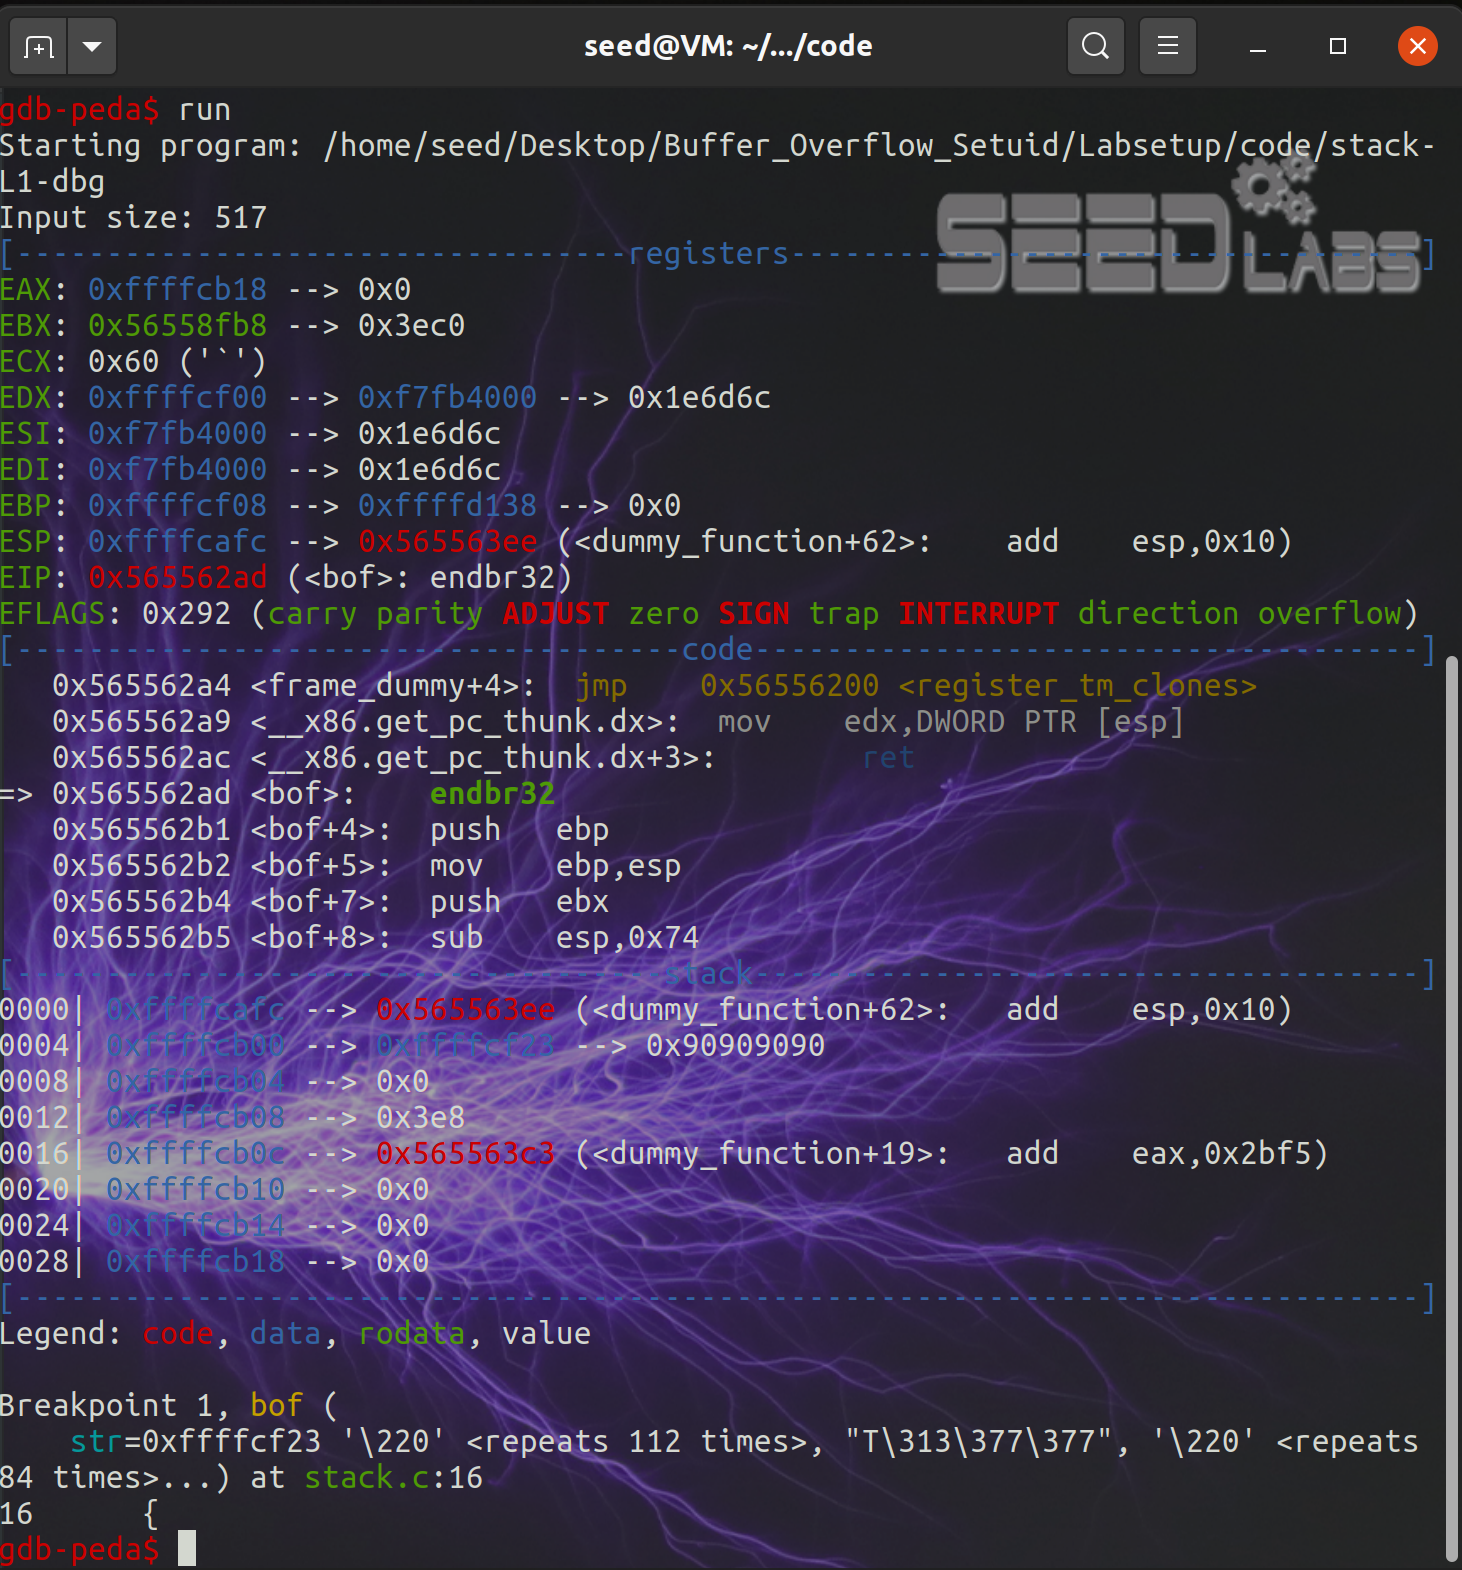 seed@VM: ~/.../code
gdb-peda$ run
Starting program: /home/seed/Desktop/Buffer_Overflow_Setuid/Labsetup/code/stack-
L1-dbg
Input size: 517
SEED LABS
[----------------------------------registers-----------------------------------]
EAX: 0xffffcb18 --> 0x0
EBX: 0x56558fb8 --> 0x3ec0
ECX: 0x60 ('`')
EDX: 0xffffcf00 --> 0xf7fb4000 --> 0x1e6d6c
ESI: 0xf7fb4000 --> 0x1e6d6c
EDI: 0xf7fb4000 --> 0x1e6d6c
EBP: 0xffffcf08 --> 0xffffd138 --> 0x0
ESP: 0xffffcafc --> 0x565563ee (<dummy_function+62>:    add    esp,0x10)
EIP: 0x565562ad (<bof>: endbr32)
EFLAGS: 0x292 (carry parity ADJUST zero SIGN trap INTERRUPT direction overflow)
[-------------------------------------code-------------------------------------]
   0x565562a4 <frame_dummy+4>:  jmp    0x56556200 <register_tm_clones>
   0x565562a9 <__x86.get_pc_thunk.dx>:  mov    edx,DWORD PTR [esp]
   0x565562ac <__x86.get_pc_thunk.dx+3>:        ret
=> 0x565562ad <bof>:    endbr32
   0x565562b1 <bof+4>:  push   ebp
   0x565562b2 <bof+5>:  mov    ebp,esp
   0x565562b4 <bof+7>:  push   ebx
   0x565562b5 <bof+8>:  sub    esp,0x74
[------------------------------------stack-------------------------------------]
0000| 0xffffcafc --> 0x565563ee (<dummy_function+62>:   add    esp,0x10)
0004| 0xffffcb00 --> 0xffffcf23 --> 0x90909090
0008| 0xffffcb04 --> 0x0
0012| 0xffffcb08 --> 0x3e8
0016| 0xffffcb0c --> 0x565563c3 (<dummy_function+19>:   add    eax,0x2bf5)
0020| 0xffffcb10 --> 0x0
0024| 0xffffcb14 --> 0x0
0028| 0xffffcb18 --> 0x0
[------------------------------------------------------------------------------]
Legend: code, data, rodata, value
Breakpoint 1, bof (
    str=0xffffcf23 '\220' <repeats 112 times>, "T\313\377\377", '\220' <repeats
84 times>...) at stack.c:16
16      {
gdb-peda$